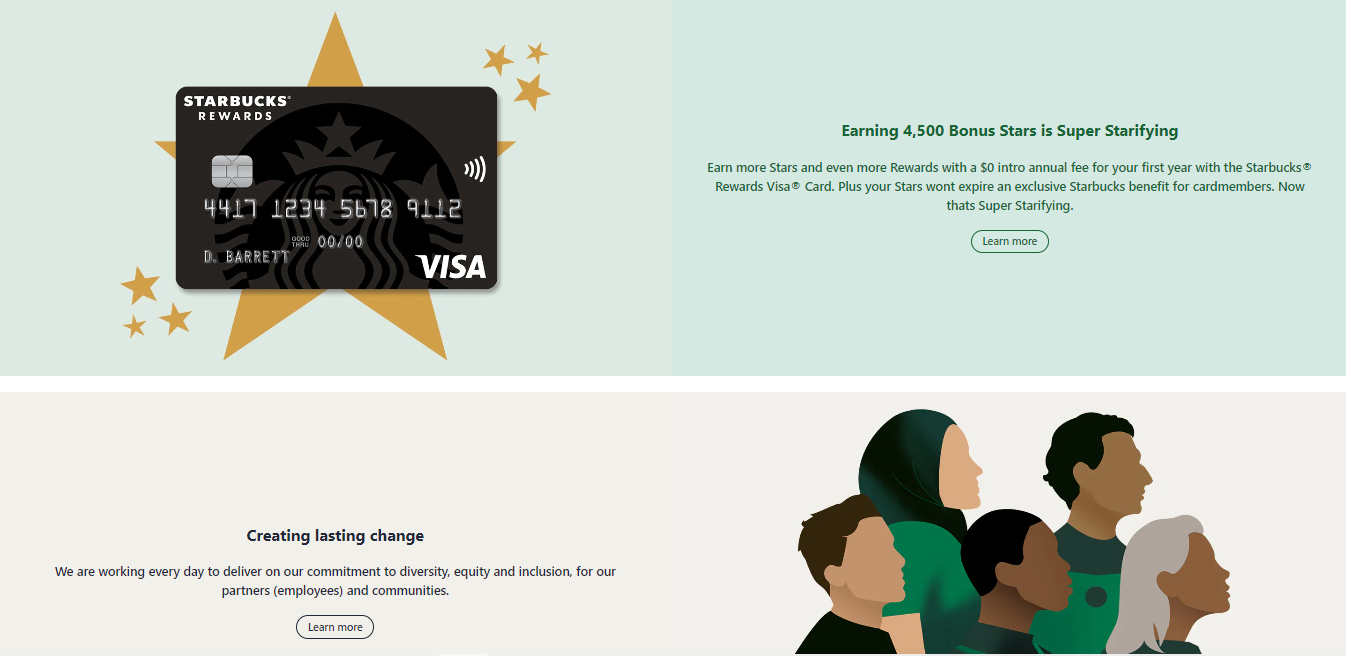 STARBUCKS®
REWARDS
4417 1234 5678 9112
GOOD
THRU 00/00
D. BARRETT
VISA
Earning 4,500 Bonus Stars is Super Starifying
Earn more Stars and even more Rewards with a $0 intro annual fee for your first year with the Starbucks®
Rewards Visa® Card. Plus your Stars wont expire an exclusive Starbucks benefit for cardmembers. Now
thats Super Starifying.
Learn more
Creating lasting change
We are working every day to deliver on our commitment to diversity, equity and inclusion, for our
partners (employees) and communities.
Learn more